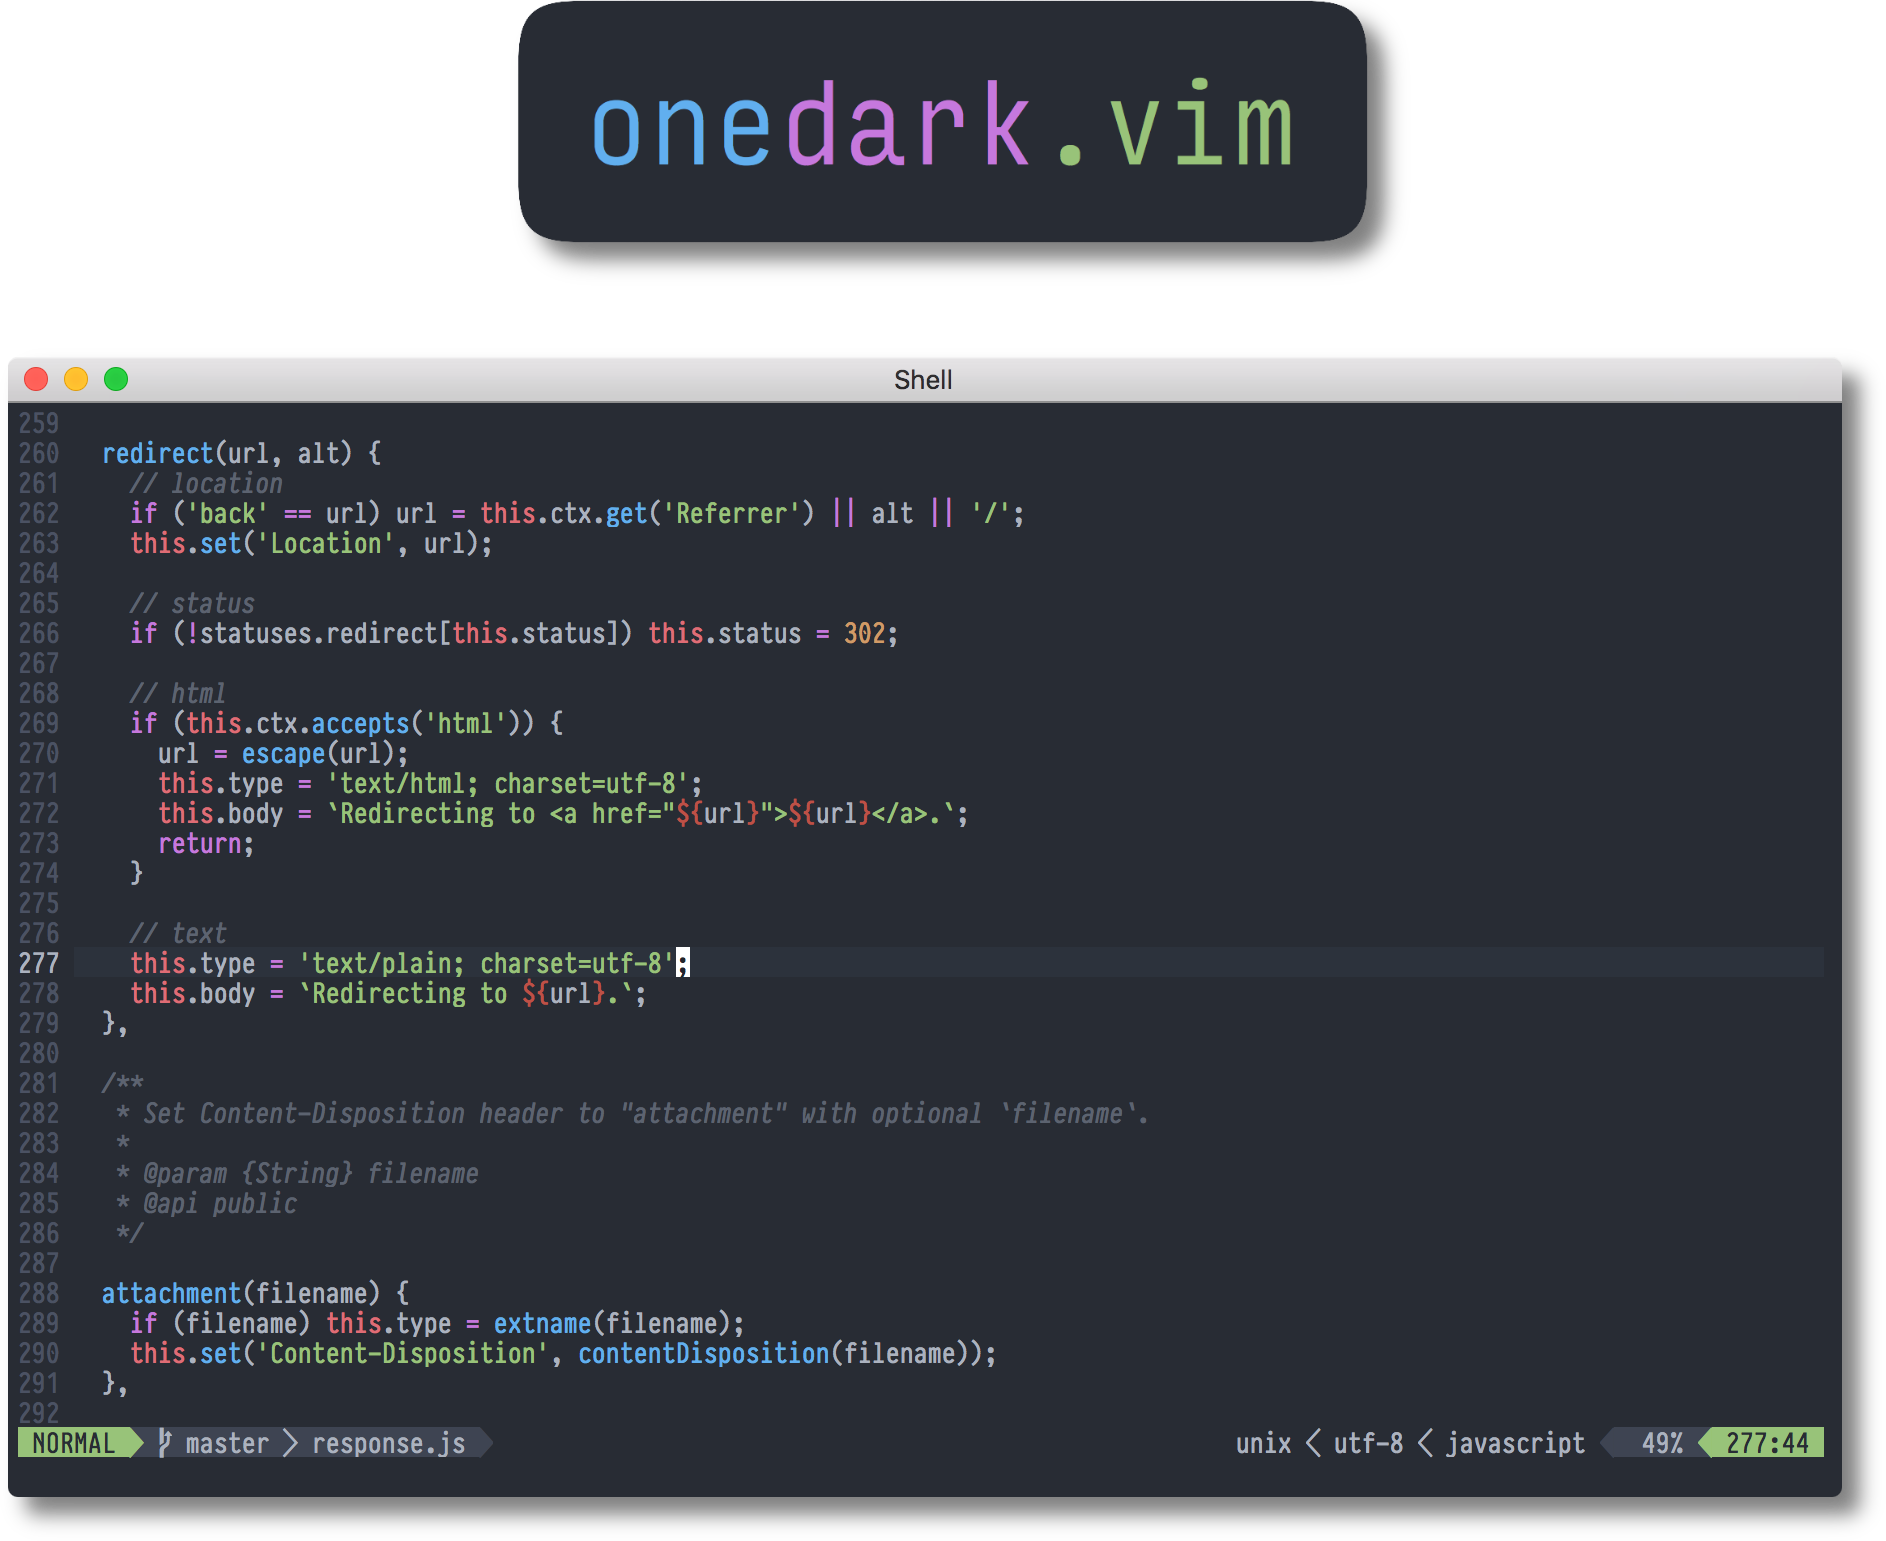 onedark.vim
Shell
259
260   redirect(url, alt) {
261     // location
262     if ('back' == url) url = this.ctx.get('Referrer') || alt || '/';
263     this.set('Location', url);
264
265     // status
266     if (!statuses.redirect[this.status]) this.status = 302;
267
268     // html
269     if (this.ctx.accepts('html')) {
270       url = escape(url);
271       this.type = 'text/html; charset=utf-8';
272       this.body = `Redirecting to <a href="${url}">${url}</a>.`;
273       return;
274     }
275
276     // text
277     this.type = 'text/plain; charset=utf-8';
278     this.body = `Redirecting to ${url}.`;
279   },
280
281   /**
282    * Set Content-Disposition header to "attachment" with optional `filename`.
283    *
284    * @param {String} filename
285    * @api public
286    */
287
288   attachment(filename) {
289     if (filename) this.type = extname(filename);
290     this.set('Content-Disposition', contentDisposition(filename));
291   },
292
NORMAL master response.js unix utf-8 javascript 49% 277:44